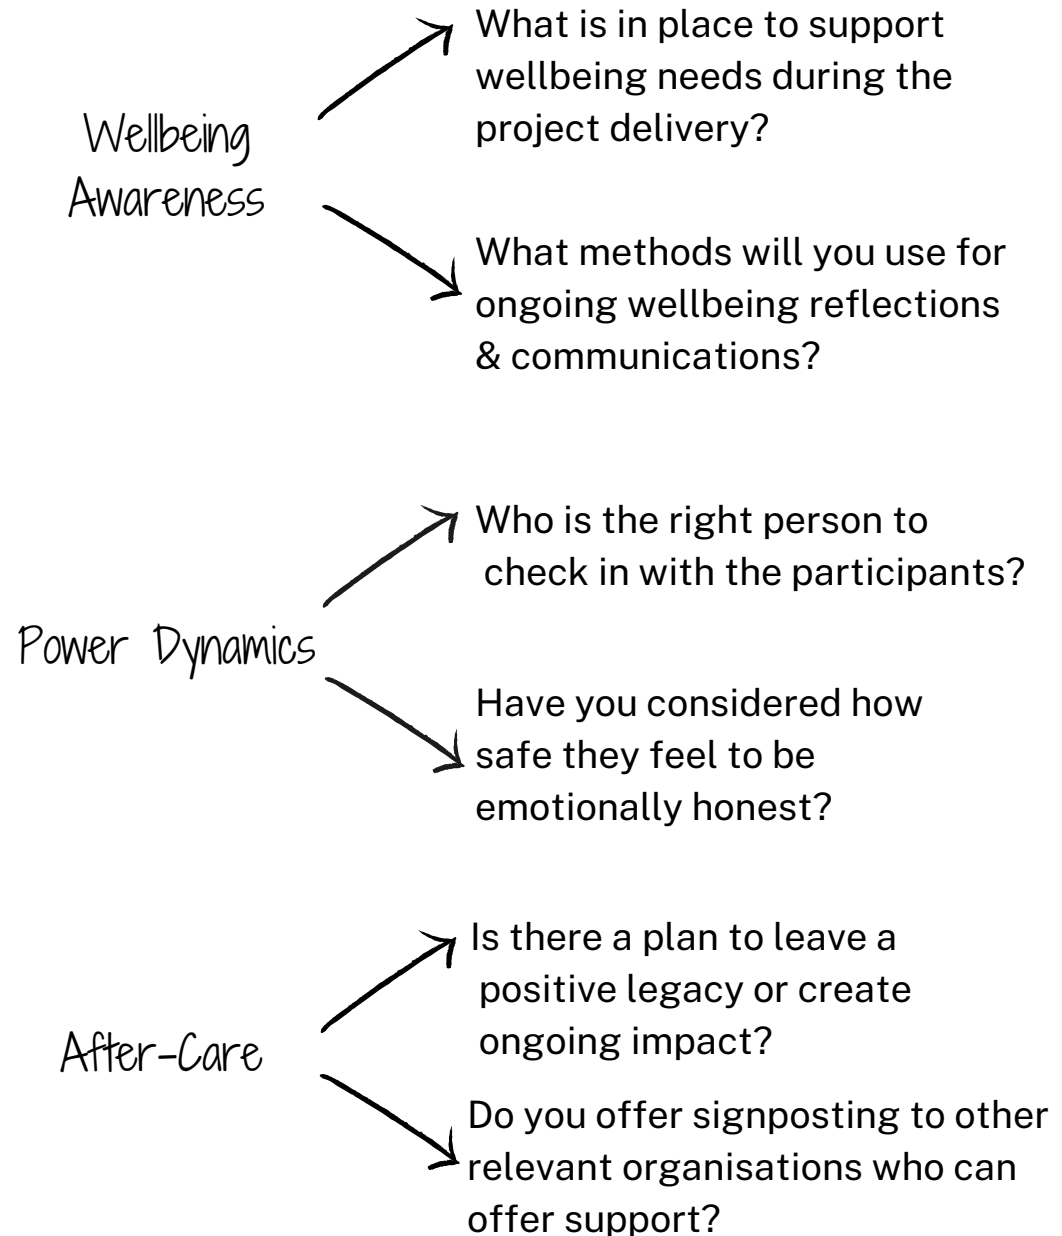 Wellbeing
Awareness
What is in place to support
wellbeing needs during the
project delivery?
What methods will you use for
ongoing wellbeing reflections
& communications?
Power Dynamics
Who is the right person to
check in with the participants?
Have you considered how
safe they feel to be
emotionally honest?
After-Care
Is there a plan to leave a
positive legacy or create
ongoing impact?
Do you offer signposting to other
relevant organisations who can
offer support?